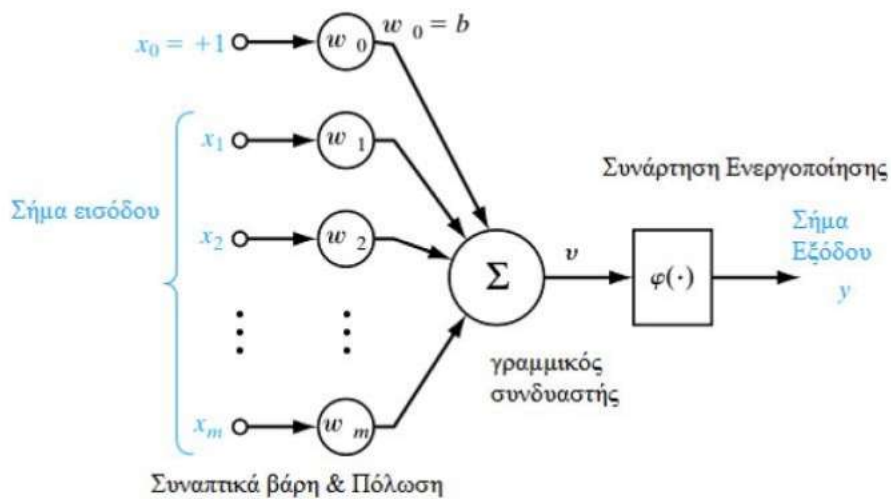 x₀ = +1
w₀
w₀ = b
x₁
w₁
Σήμα εισόδου
x₂
w₂
xₘ
wₘ
Συναπτικά βάρη & Πόλωση
Σ
γραμμικός
συνδυαστής
v
Συνάρτηση Ενεργοποίησης
φ(·)
Σήμα
Εξόδου
y